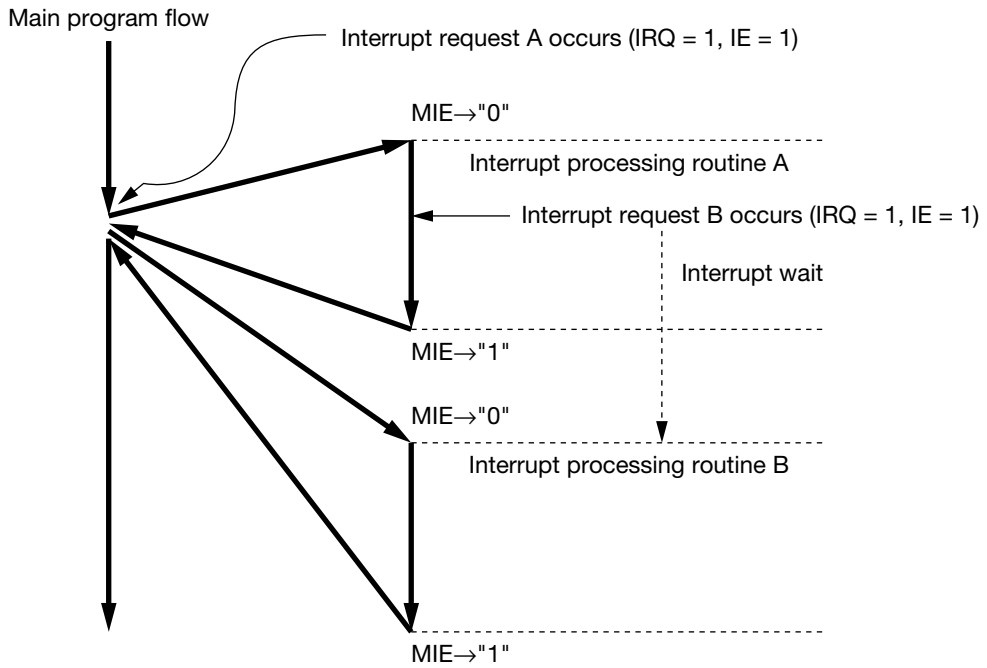 Main program flow
Interrupt request A occurs (IRQ = 1, IE = 1)
MIE→"0"
Interrupt processing routine A
Interrupt request B occurs (IRQ = 1, IE = 1)
Interrupt wait
MIE→"1"
MIE→"0"
Interrupt processing routine B
MIE→"1"